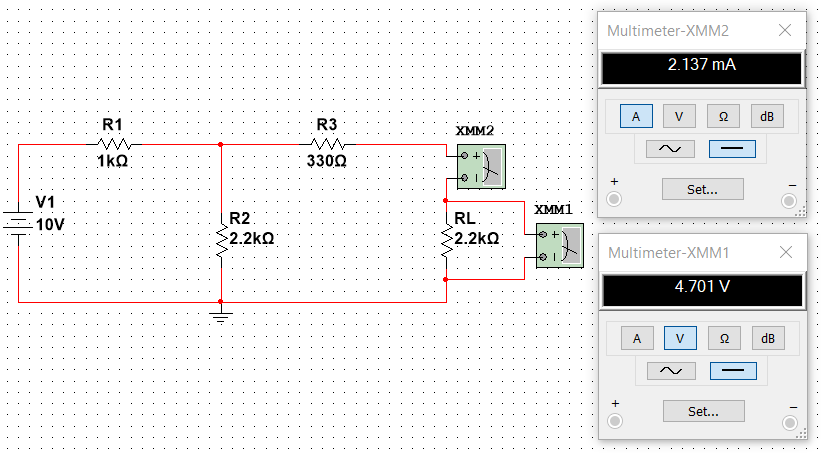 Multimeter-XMM2
2.137 mA
A V Ω dB
Set...
+ −
R1
1kΩ
R3
330Ω
XMM2
+
V1
10V
R2
2.2kΩ
RL
2.2kΩ
XMM1
+
Multimeter-XMM1
4.701 V
A V Ω dB
Set...
+ −